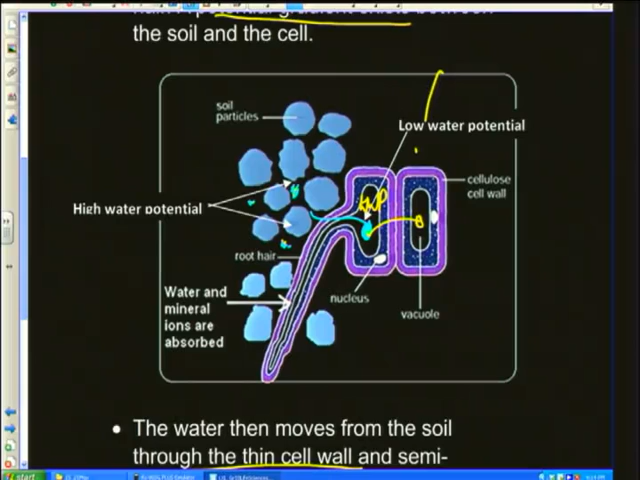 the soil and the cell.
soil
particles
Low water potential
cellulose
cell wall
High water potential
HWP
root hair
Water and
mineral
ions are
absorbed
nucleus
vacuole
• The water then moves from the soil
through the thin cell wall and semi-
start